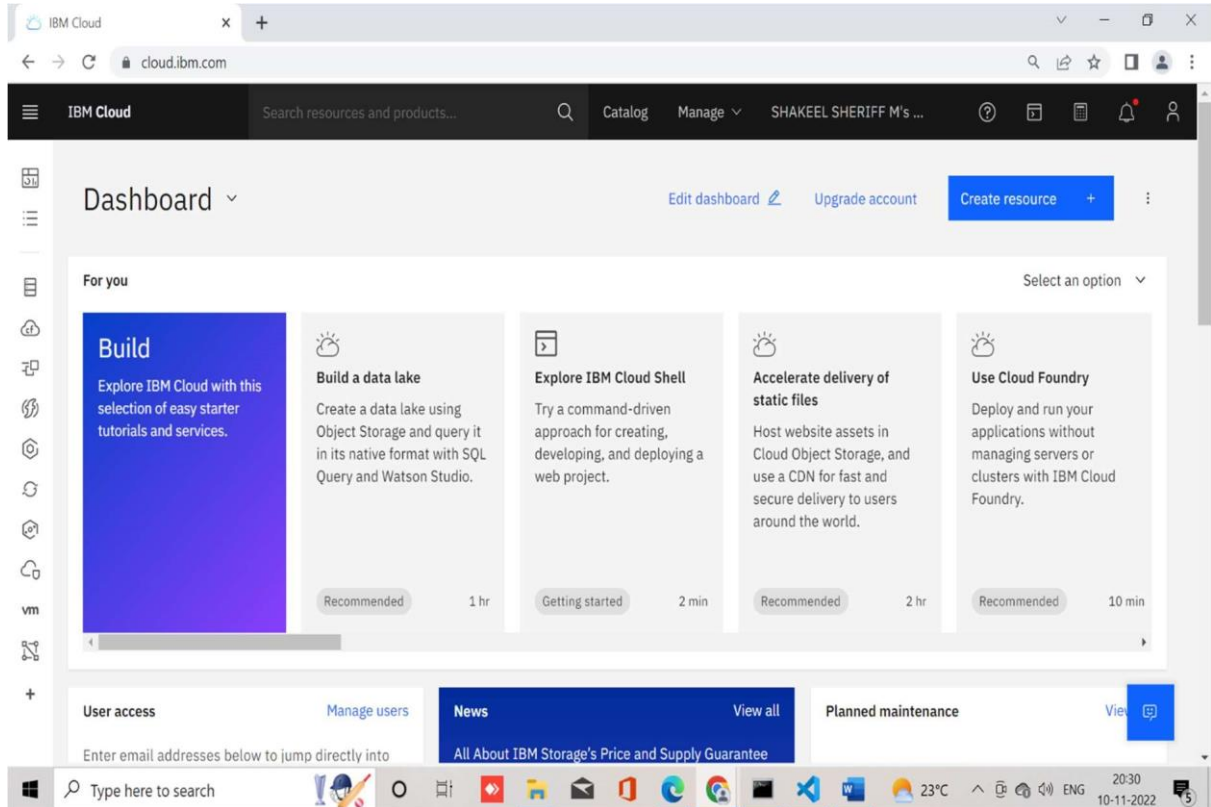 IBM Cloud
cloud.ibm.com
IBM Cloud
Search resources and products...
Catalog
Manage
SHAKEEL SHERIFF M's ...
Dashboard
Edit dashboard
Upgrade account
Create resource +
For you
Select an option
Build
Explore IBM Cloud with this
selection of easy starter
tutorials and services.
Build a data lake
Create a data lake using
Object Storage and query it
in its native format with SQL
Query and Watson Studio.
Recommended
1 hr
Explore IBM Cloud Shell
Try a command-driven
approach for creating,
developing, and deploying a
web project.
Getting started
2 min
Accelerate delivery of
static files
Host website assets in
Cloud Object Storage, and
use a CDN for fast and
secure delivery to users
around the world.
Recommended
2 hr
Use Cloud Foundry
Deploy and run your
applications without
managing servers or
clusters with IBM Cloud
Foundry.
Recommended
10 min
cf
vm
User access
Manage users
Enter email addresses below to jump directly into
News
View all
All About IBM Storage's Price and Supply Guarantee
Planned maintenance
Type here to search
23°C
ENG
20:30
10-11-2022
5